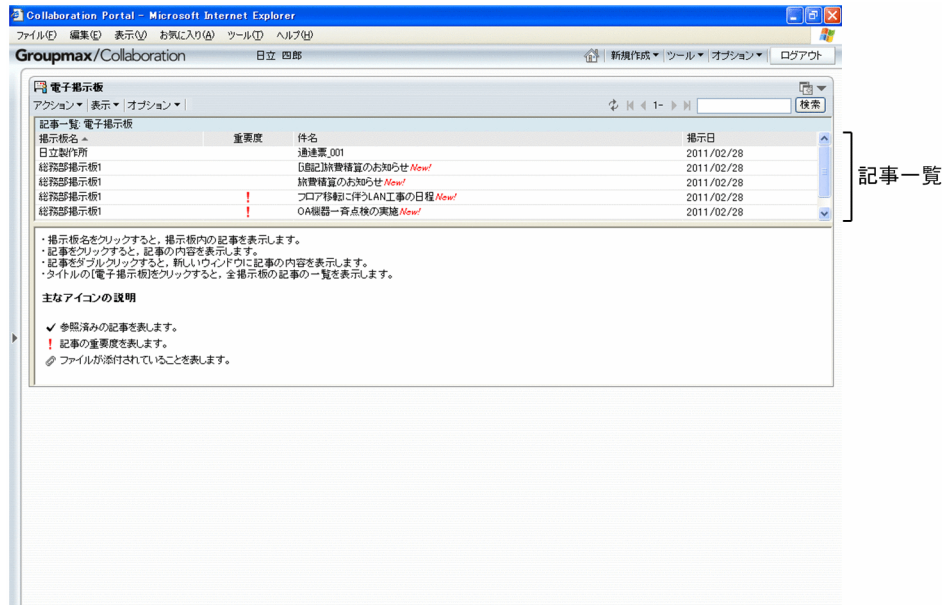 Collaboration Portal - Microsoft Internet Explorer
ファイル(F) 編集(E) 表示(V) お気に入り(A) ツール(T) ヘルプ(H)
Groupmax/Collaboration 日立 四郎 新規作成 ツール オプション ログアウト
電子掲示板
アクション 表示 オプション 1- 検索
記事一覧: 電子掲示板
掲示板名 重要度 件名 掲示日
日立製作所 通達票_001 2011/02/28
総務部掲示板1 [追記]旅費精算のお知らせ New! 2011/02/28
総務部掲示板1 旅費精算のお知らせ New! 2011/02/28
総務部掲示板1 ! フロア移転に伴うLAN工事の日程 New! 2011/02/28
総務部掲示板1 ! OA機器一斉点検の実施 New! 2011/02/28
記事一覧
・掲示板名をクリックすると, 掲示板内の記事を表示します。
・記事をクリックすると, 記事の内容を表示します。
・記事をダブルクリックすると, 新しいウィンドウに記事の内容を表示します。
・タイトルの[電子掲示板]をクリックすると, 全掲示板の記事の一覧を表示します。
主なアイコンの説明
参照済みの記事を表します。
! 記事の重要度を表します。
ファイルが添付されていることを表します。